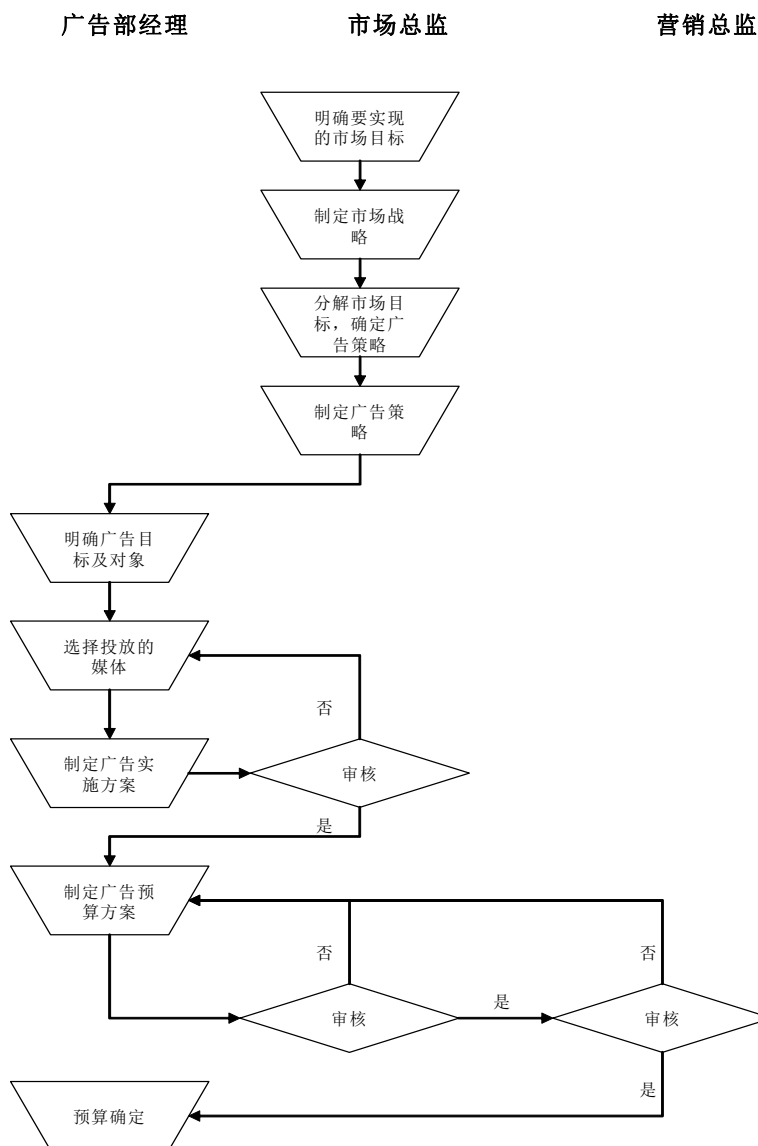 广告部经理
市场总监
营销总监
明确要实现
的市场目标
制定市场战
略
分解市场目
标，确定广
告策略
制定广告策
略
明确广告目
标及对象
选择投放的
媒体
否
制定广告实
施方案
审核
是
制定广告预
算方案
否
否
审核
是
审核
是
预算确定